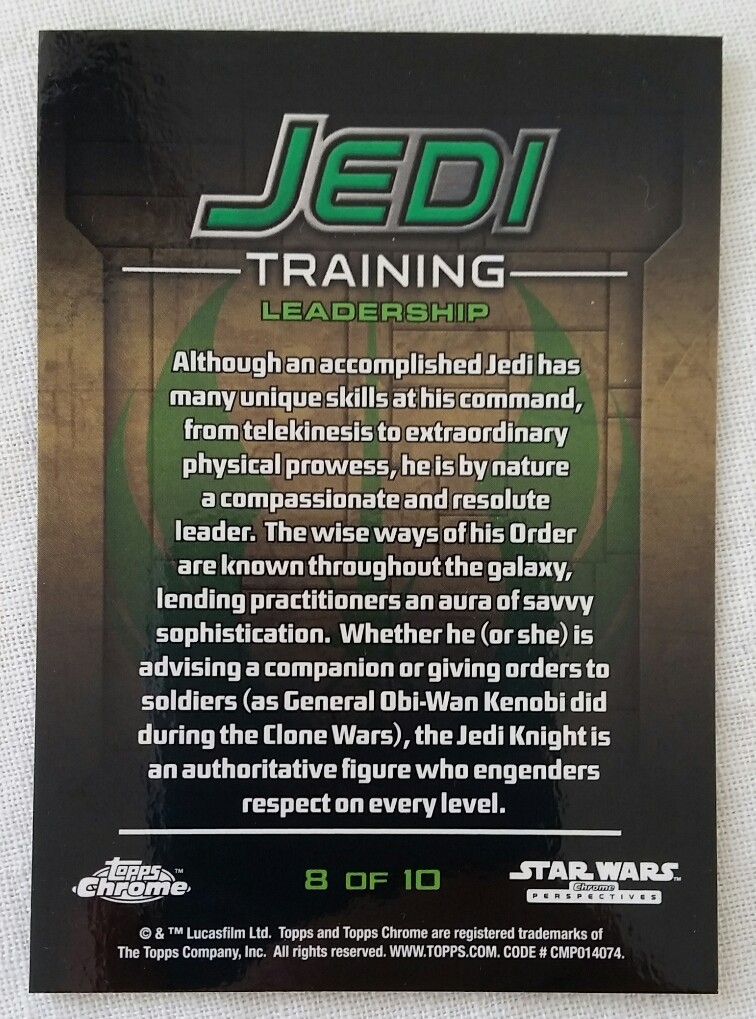 JEDI
TRAINING
LEADERSHIP
Although an accomplished Jedi has
many unique skills at his command,
from telekinesis to extraordinary
physical prowess, he is by nature
a compassionate and resolute
leader. The wise ways of his Order
are known throughout the galaxy,
lending practitioners an aura of savvy
sophistication. Whether he (or she) is
advising a companion or giving orders to
soldiers (as General Obi-Wan Kenobi did
during the Clone Wars), the Jedi Knight is
an authoritative figure who engenders
respect on every level.
topps Chrome™
8 OF 10
STAR WARS™
Chrome
PERSPECTIVES
© & ™ Lucasfilm Ltd. Topps and Topps Chrome are registered trademarks of
The Topps Company, Inc. All rights reserved. WWW.TOPPS.COM. CODE # CMP014074.